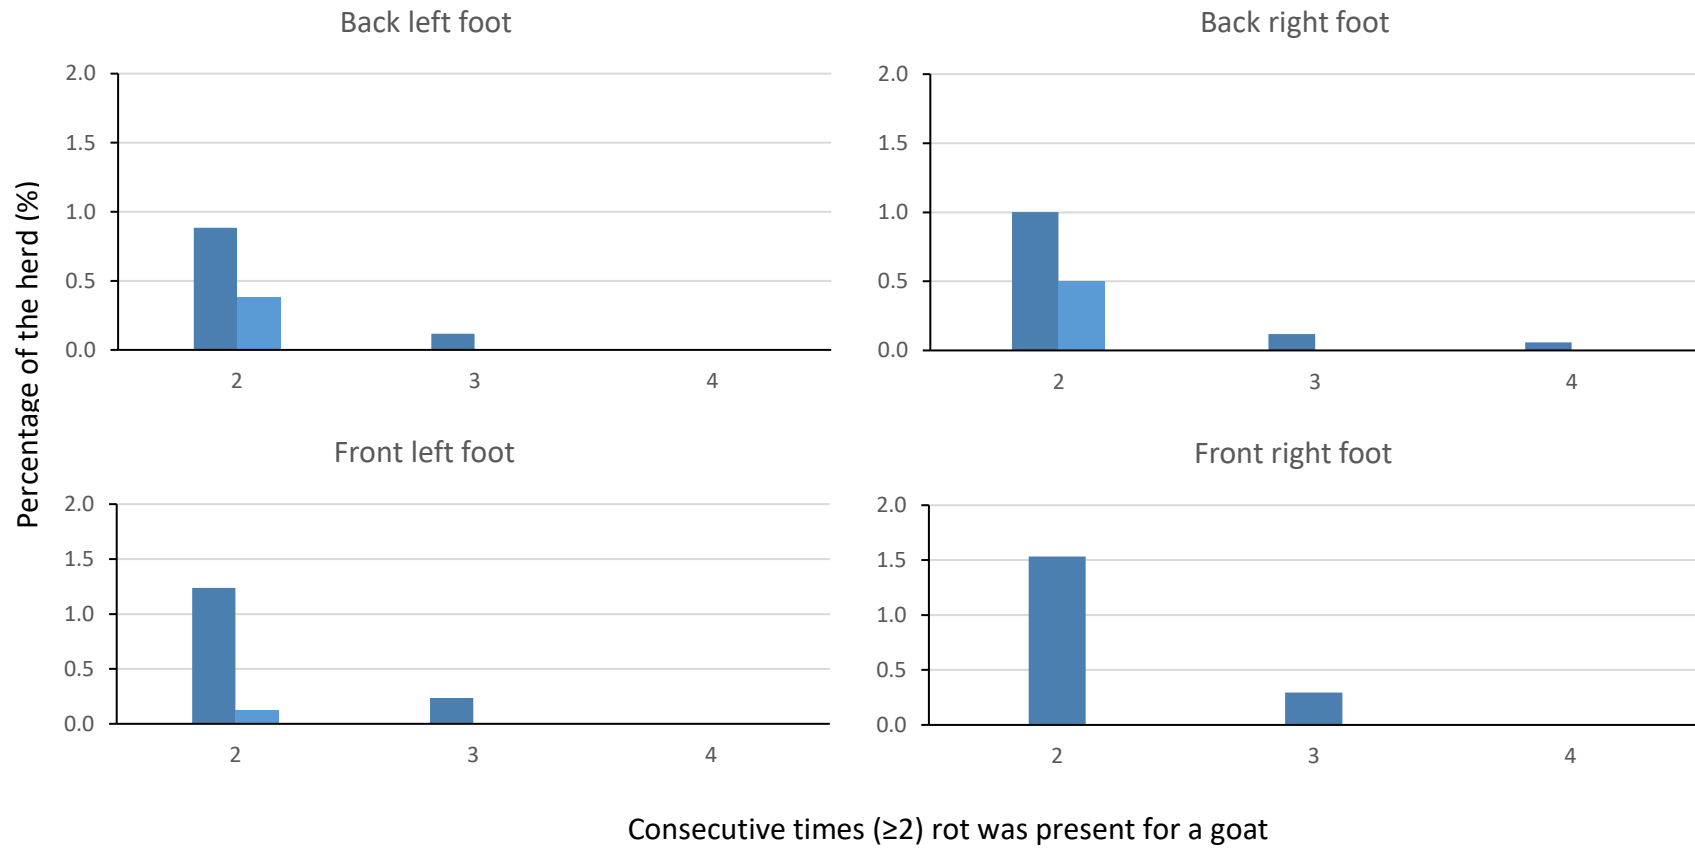 Back left foot
Back right foot
2.0
1.5
1.0
0.5
0.0
2 3 4
2.0
1.5
1.0
0.5
0.0
2 3 4
Percentage of the herd (%)
Front left foot
Front right foot
2.0
1.5
1.0
0.5
0.0
2 3 4
2.0
1.5
1.0
0.5
0.0
2 3 4
Consecutive times (≥2) rot was present for a goat